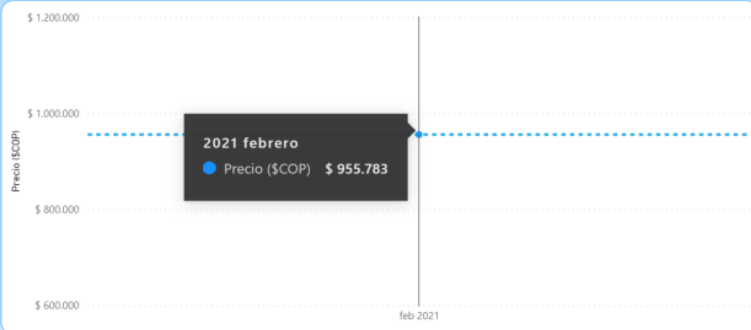 $ 1.200.000
$ 1.000.000
$ 800.000
$ 600.000
Precio ($COP)
2021 febrero
Precio ($COP) $ 955.783
feb 2021